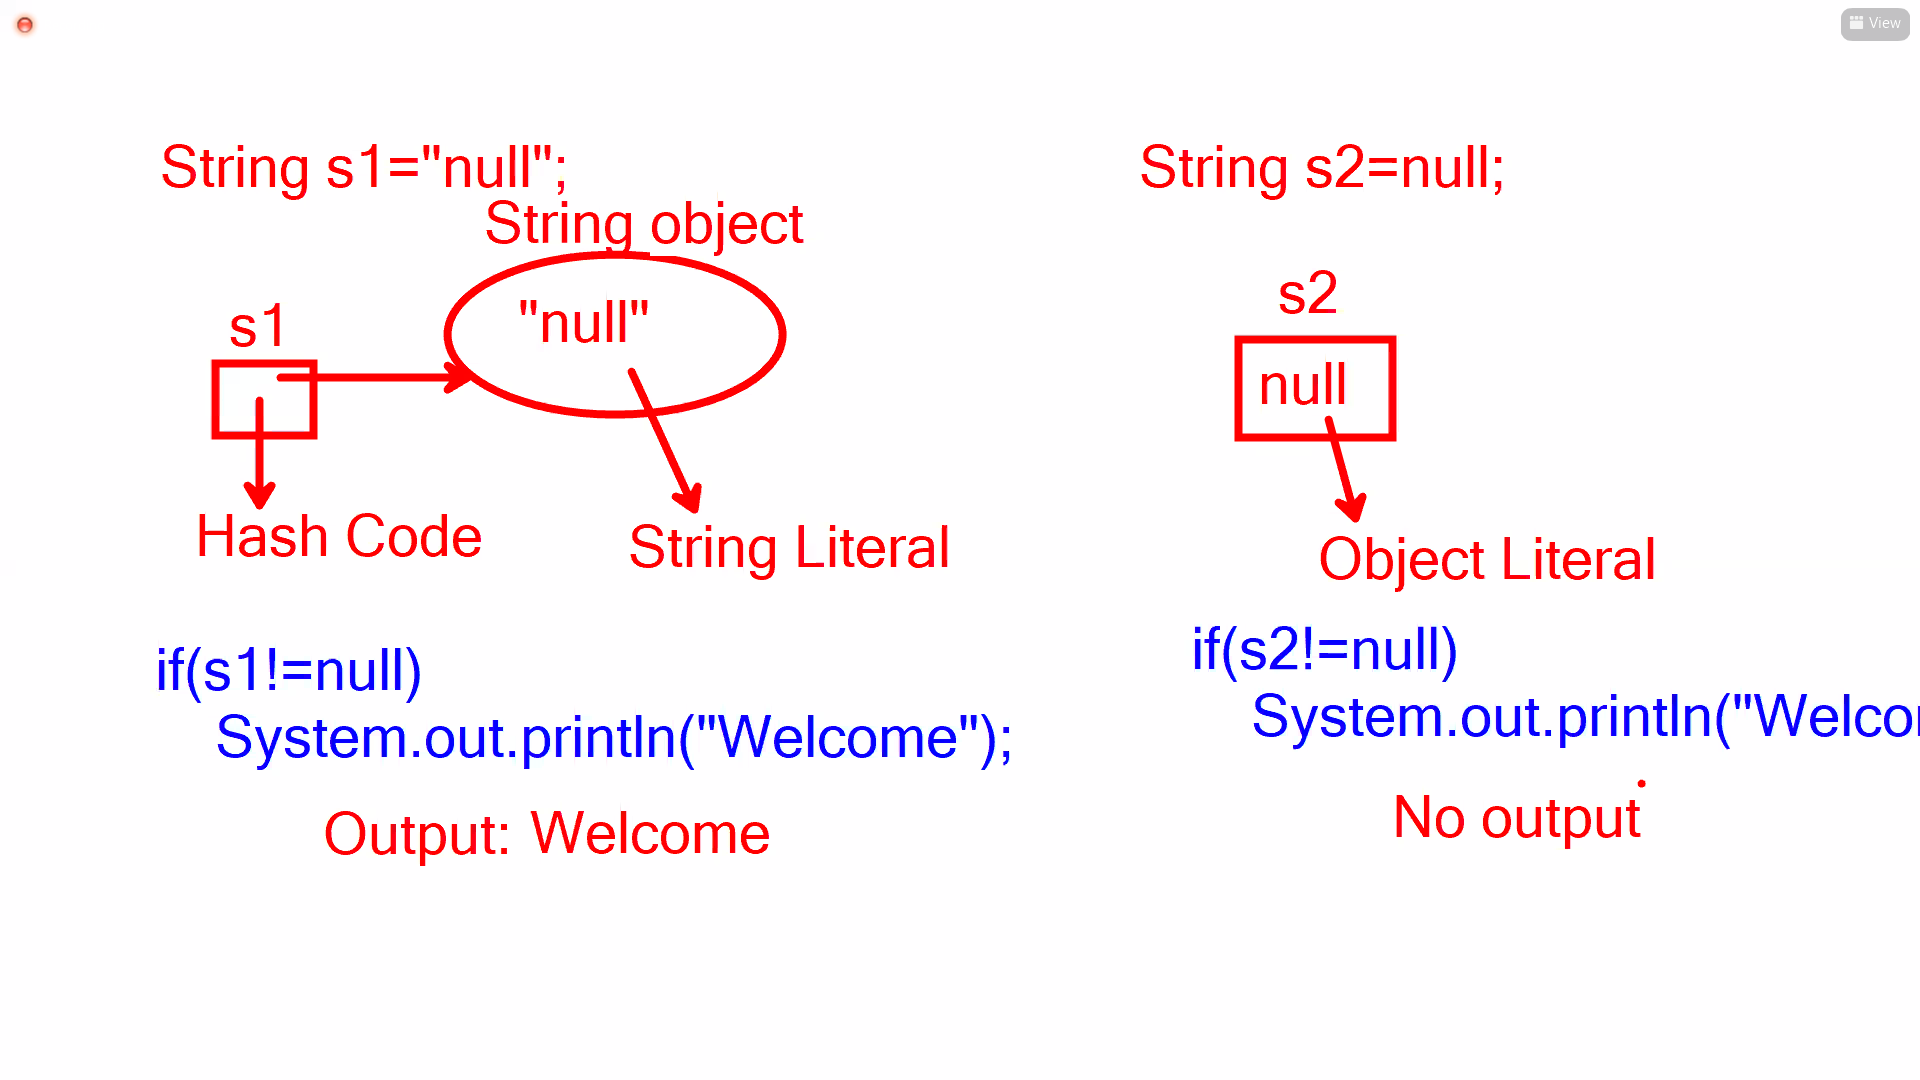 View
String s1="null";
String object
s1
"null"
Hash Code
String Literal
if(s1!=null)
System.out.println("Welcome");
Output: Welcome
String s2=null;
s2
null
Object Literal
if(s2!=null)
System.out.println("Welco
No output